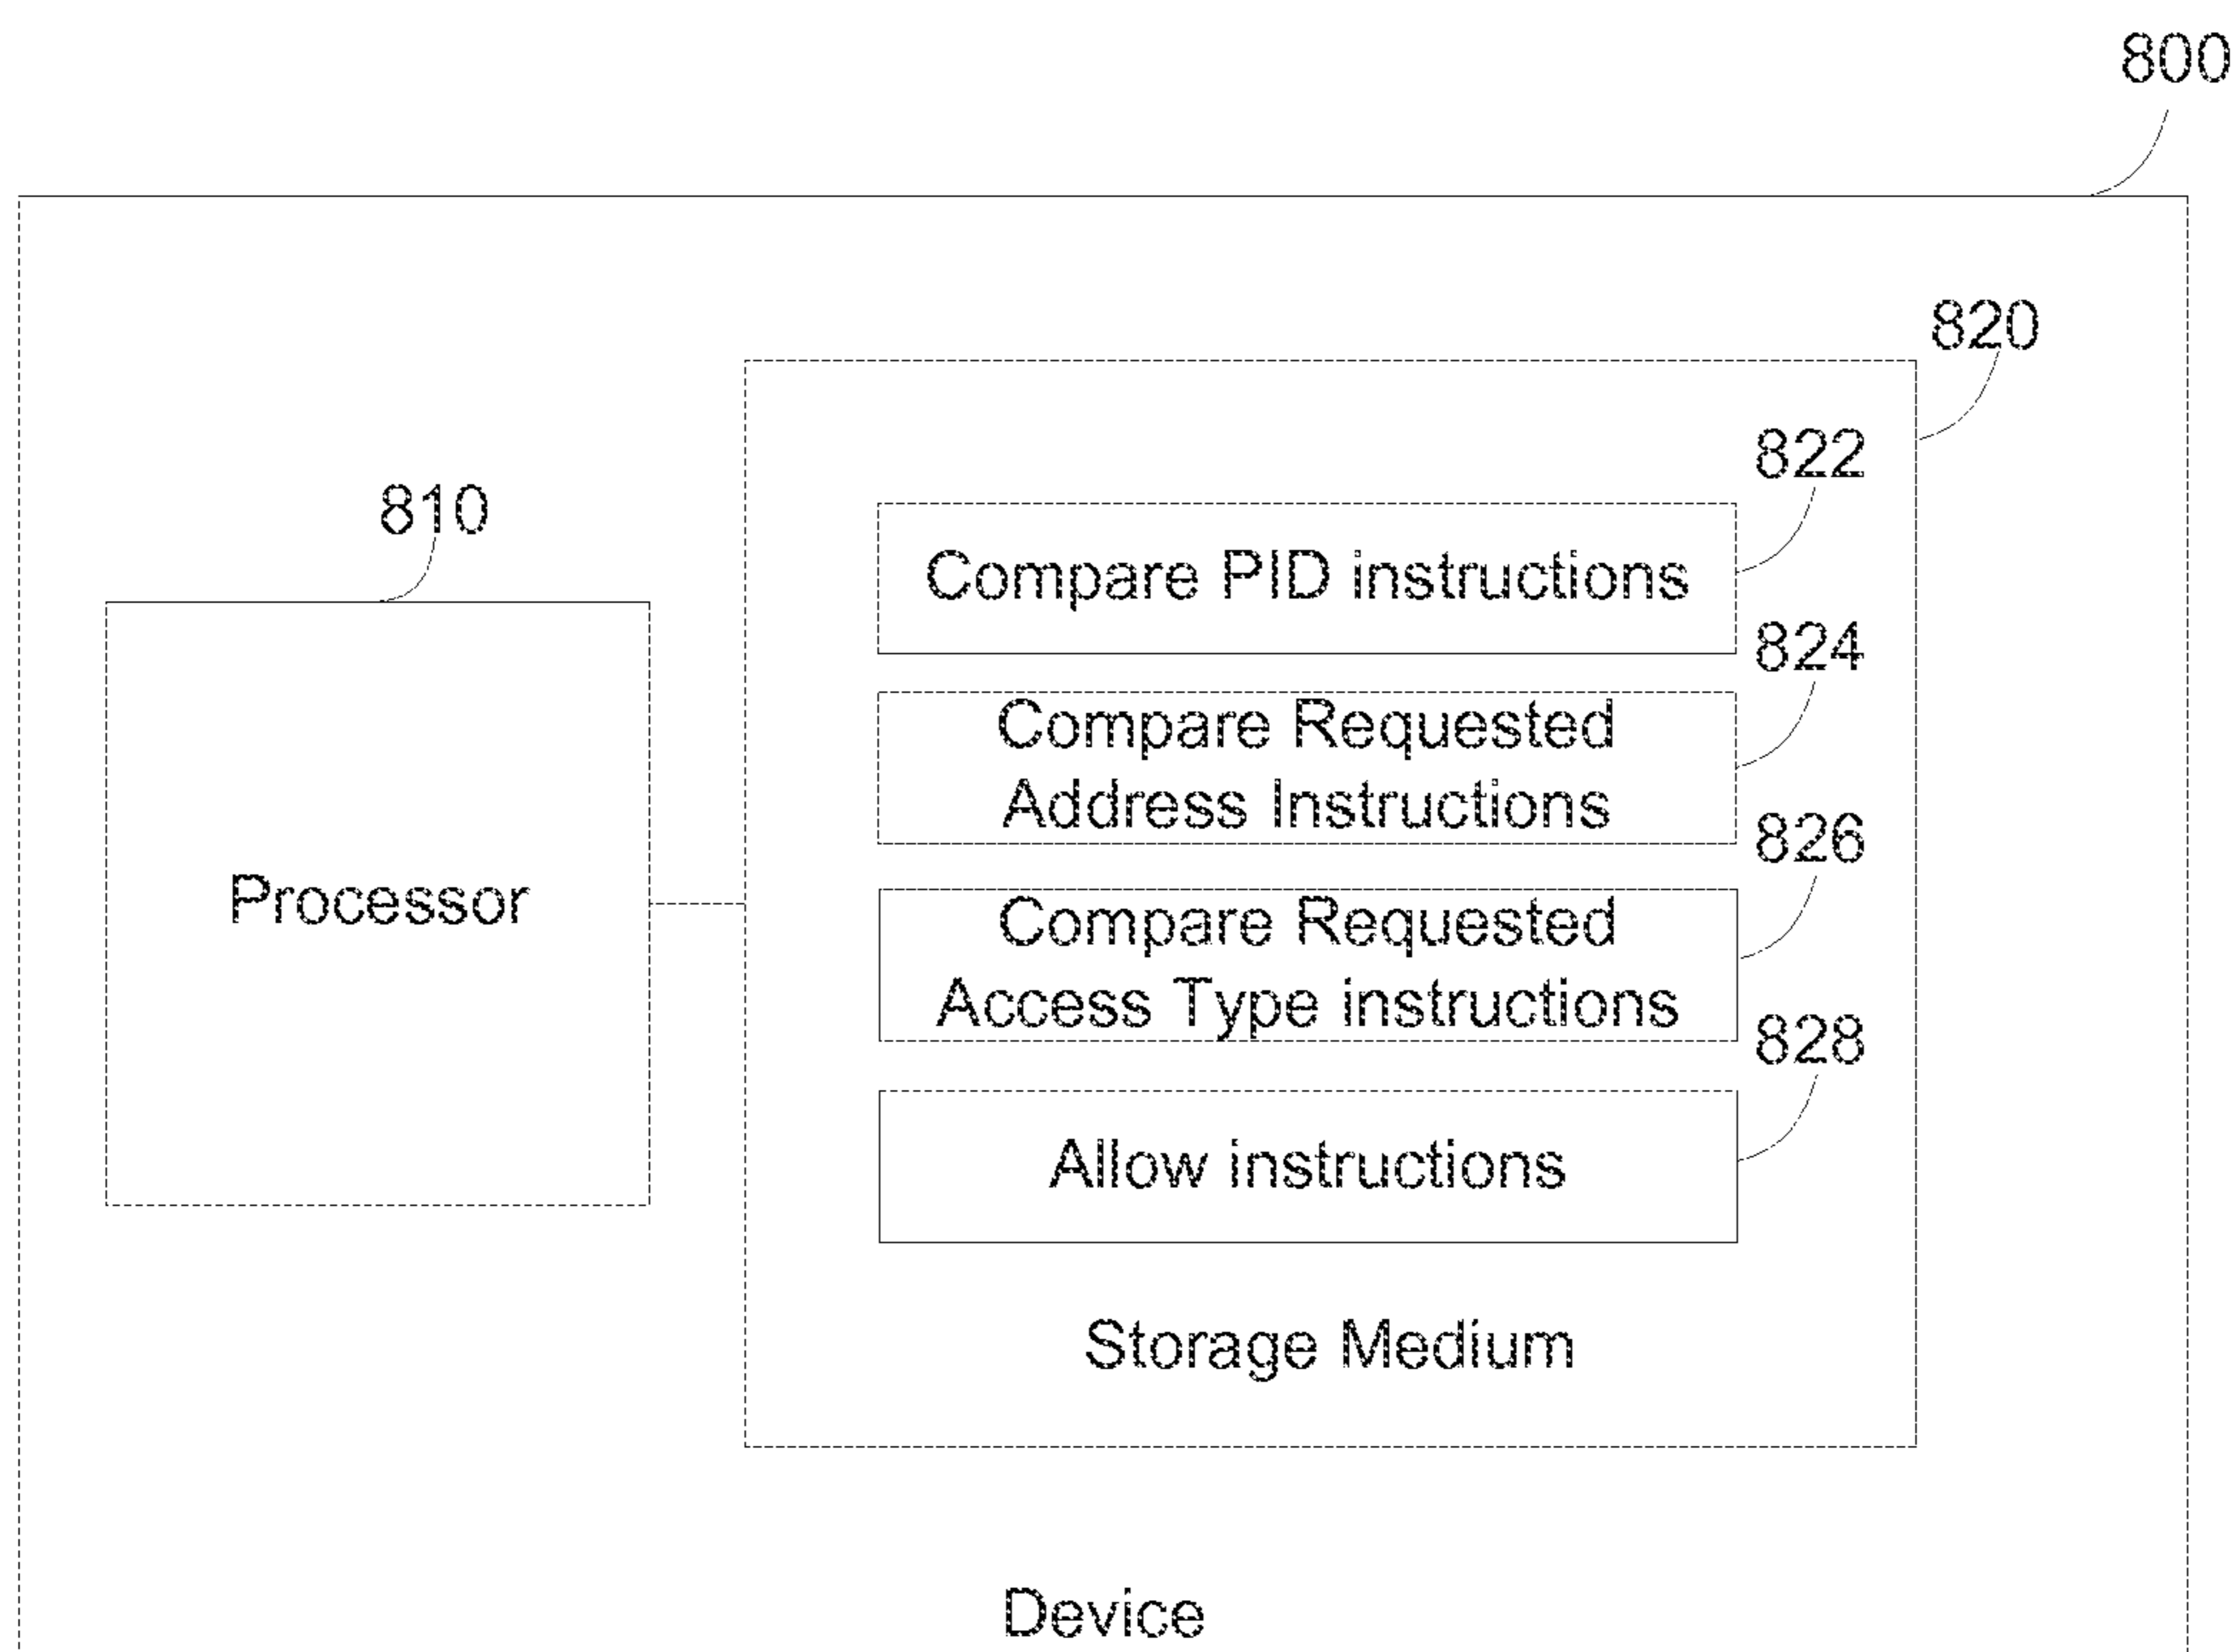 800
820
822
810
Compare PID instructions
824
Compare Requested
Address Instructions
826
Processor
Compare Requested
Access Type instructions
828
Allow instructions
Storage Medium
Device